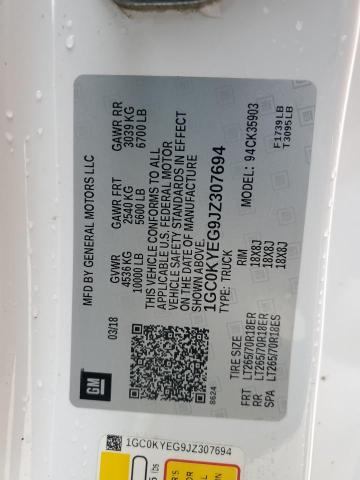 MFD BY GENERAL MOTORS LLC
03/18
GVWR
4536 KG
10000 LB
GAWR FRT
2540 KG
5600 LB
GAWR RR
3039 KG
6700 LB
THIS VEHICLE CONFORMS TO ALL
APPLICABLE U.S. FEDERAL MOTOR
VEHICLE SAFETY STANDARDS IN EFFECT
ON THE DATE OF MANUFACTURE
SHOWN ABOVE.
1GC0KYEG9JZ307694
TYPE: TRUCK
MODEL: 94CK35903
GM
8624
TIRE SIZE RIM
FRT LT265/70R18ER 18X8J
RR LT265/70R18ER 18X8J
SPA LT265/70R18ES 18X8J
F1739LB
T3095LB
1GC0KYEG9JZ307694